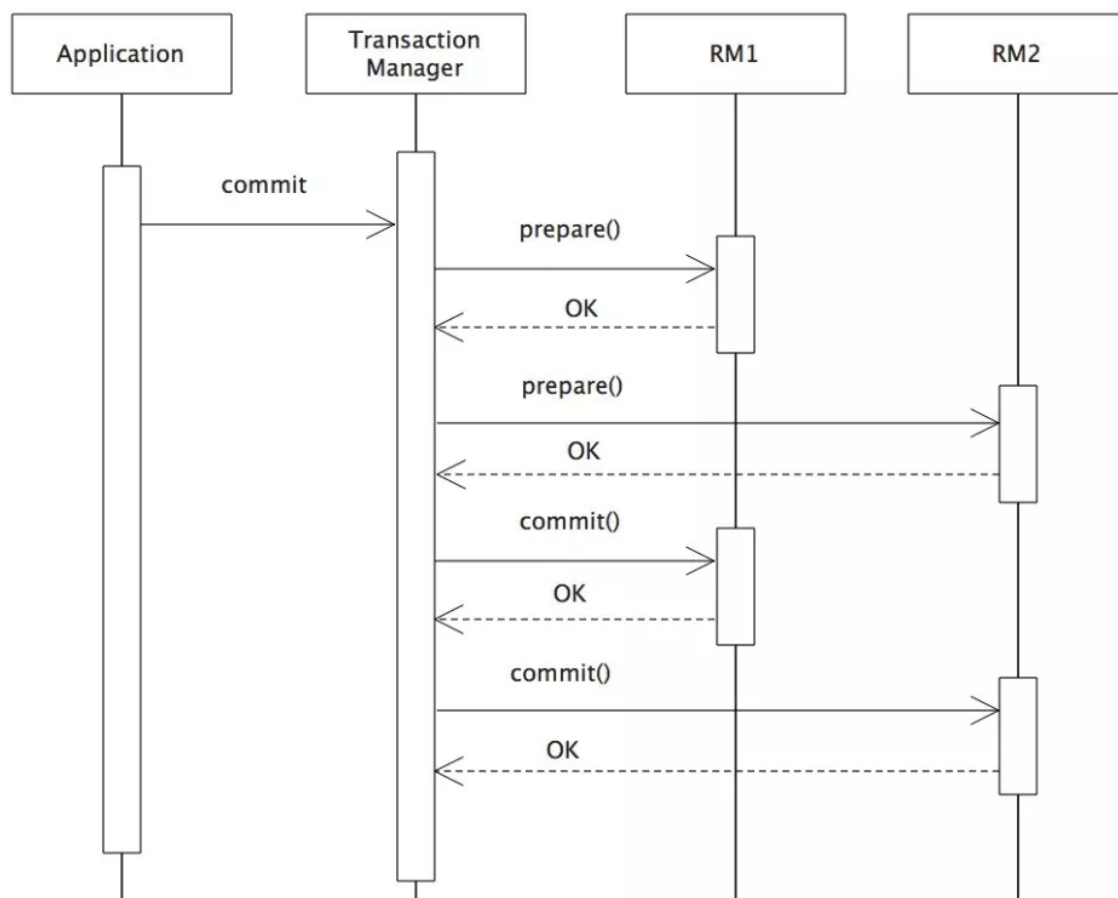 Application
Transaction
Manager
RM1
RM2
commit
prepare()
OK
prepare()
OK
commit()
OK
commit()
OK